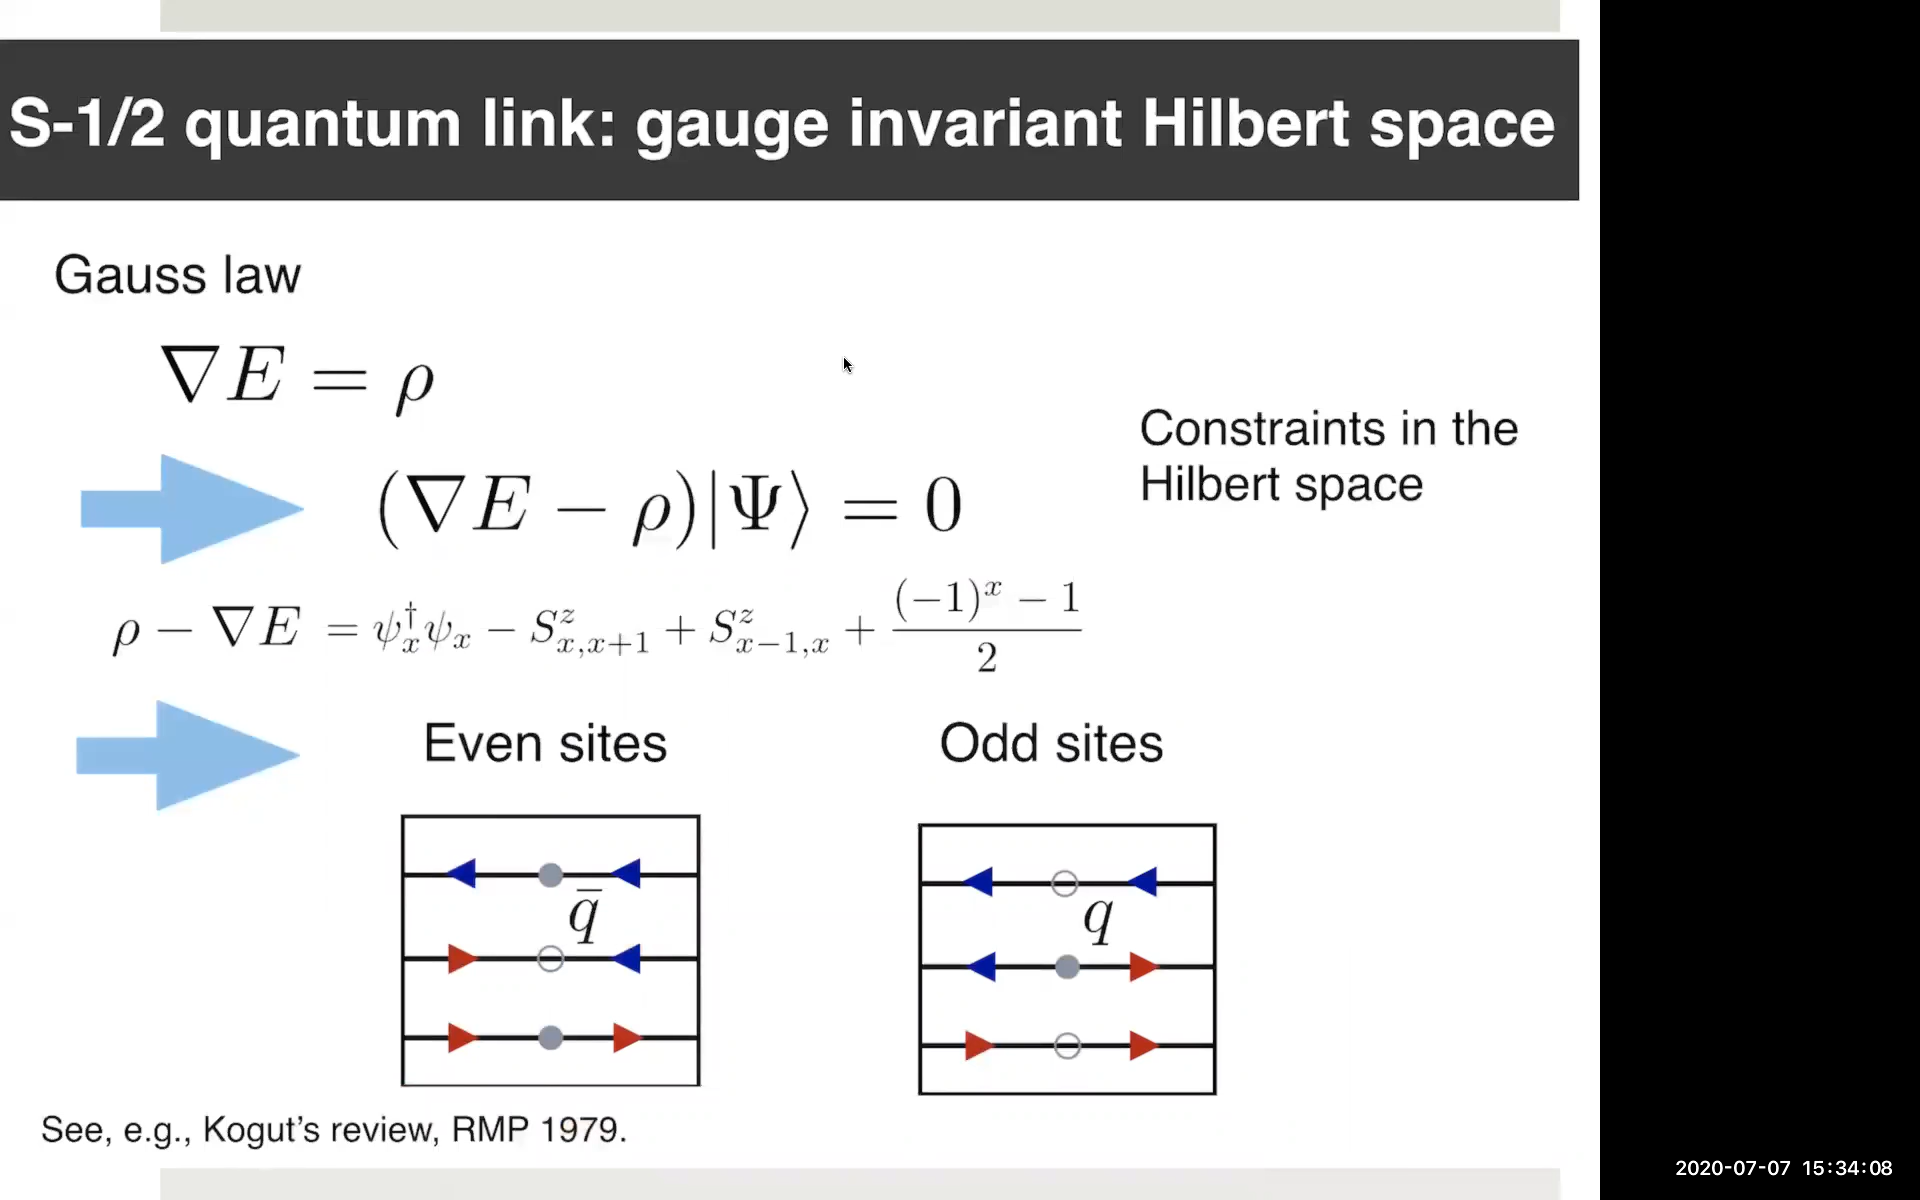 S-1/2 quantum link: gauge invariant Hilbert space
Gauss law
∇E = ρ
Constraints in the
Hilbert space
(∇E − ρ)|Ψ⟩ = 0
ρ − ∇E = ψ†ₓψₓ − Sᶻₓ,ₓ₊₁ + Sᶻₓ₋₁,ₓ + ((−1)ˣ − 1)/2
Even sites
Odd sites
q̄
q
See, e.g., Kogut's review, RMP 1979.
2020-07-07 15:34:08